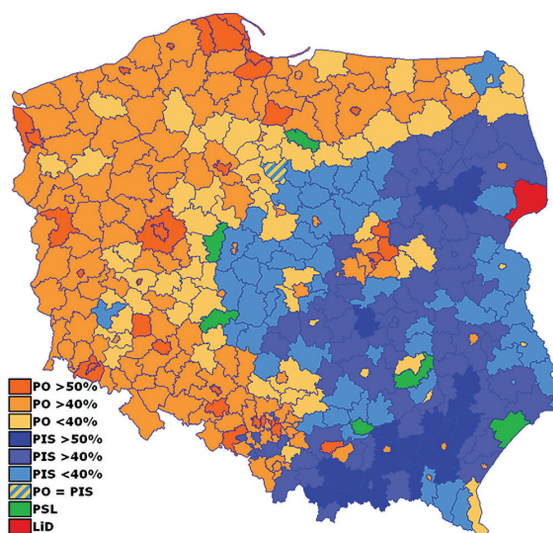 PO >50%
PO >40%
PO <40%
PIS >50%
PIS >40%
PIS <40%
PO = PIS
PSL
LiD